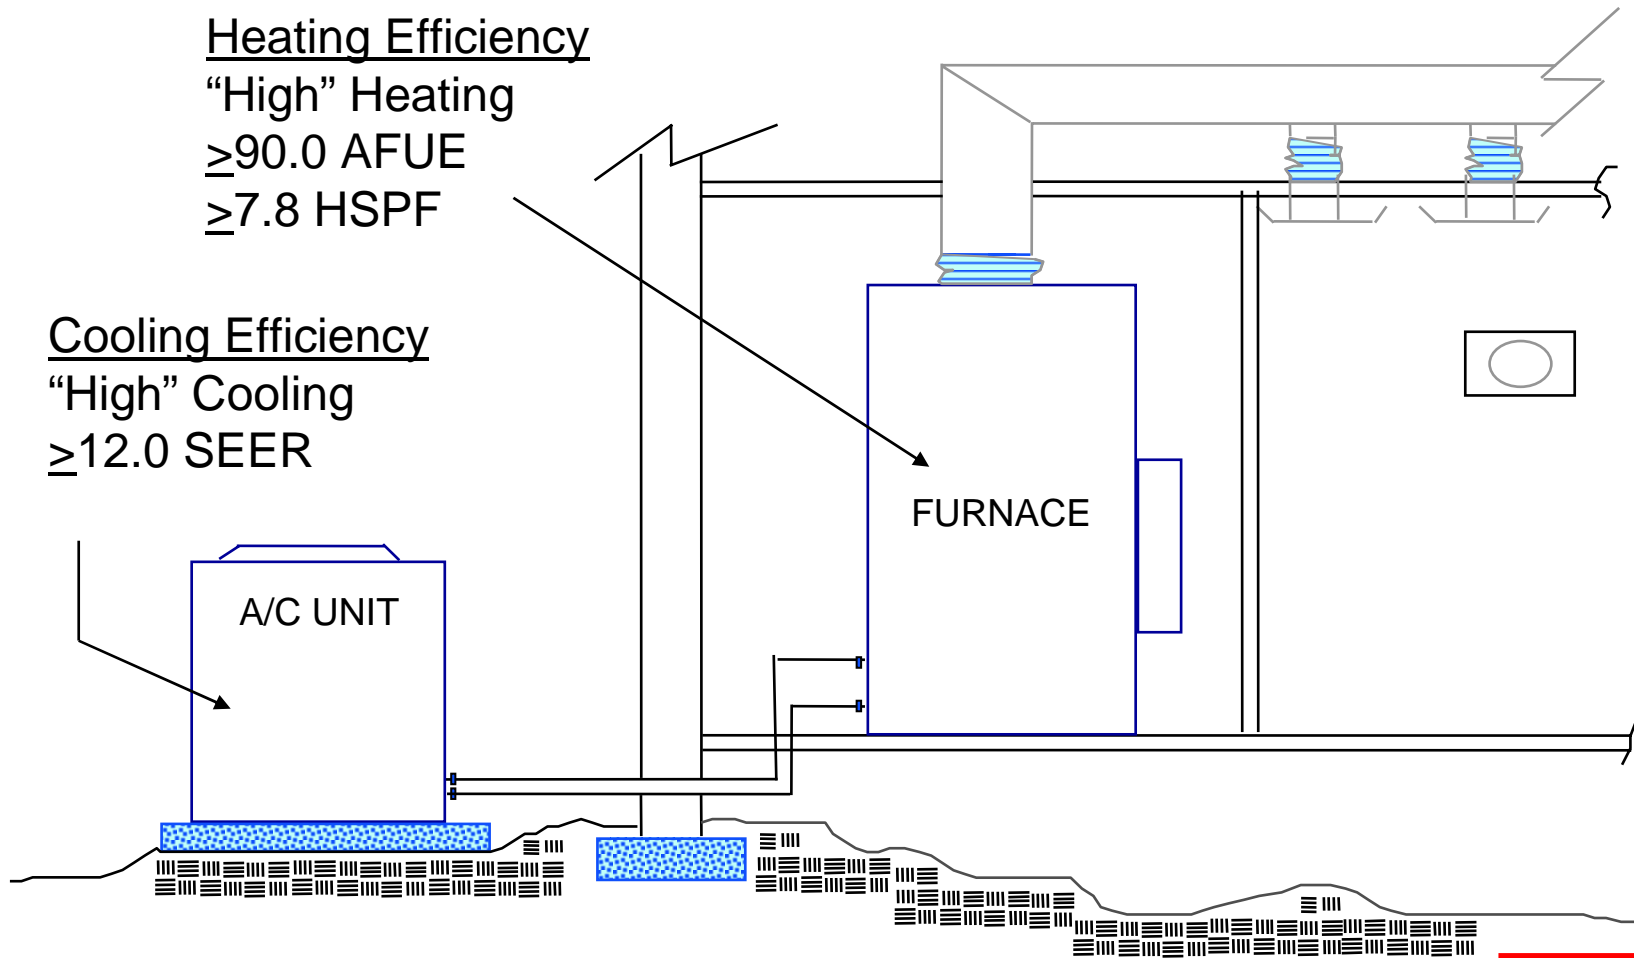 Heating Efficiency
“High” Heating
≥90.0 AFUE
≥7.8 HSPF
Cooling Efficiency
“High” Cooling
≥12.0 SEER
FURNACE
A/C UNIT